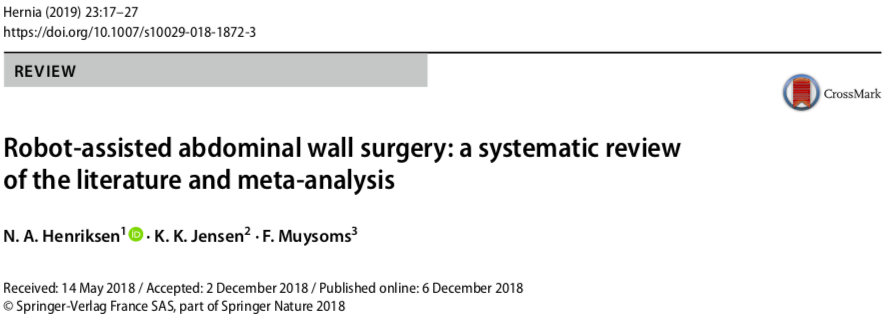 Hernia (2019) 23:17–27
https://doi.org/10.1007/s10029-018-1872-3
REVIEW
CrossMark
Robot-assisted abdominal wall surgery: a systematic review
of the literature and meta-analysis
N. A. Henriksen1 iD · K. K. Jensen2 · F. Muysoms3
Received: 14 May 2018 / Accepted: 2 December 2018 / Published online: 6 December 2018
© Springer-Verlag France SAS, part of Springer Nature 2018